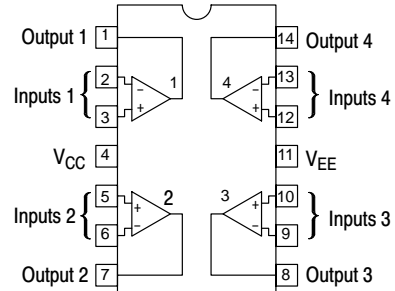 Output 1 1 14 Output 4
Inputs 1 { 2 − 1 4 − 13 } Inputs 4
3 + + 12
VCC 4 11 VEE
Inputs 2 { 5 + 2 3 + 10 } Inputs 3
6 − − 9
Output 2 7 8 Output 3